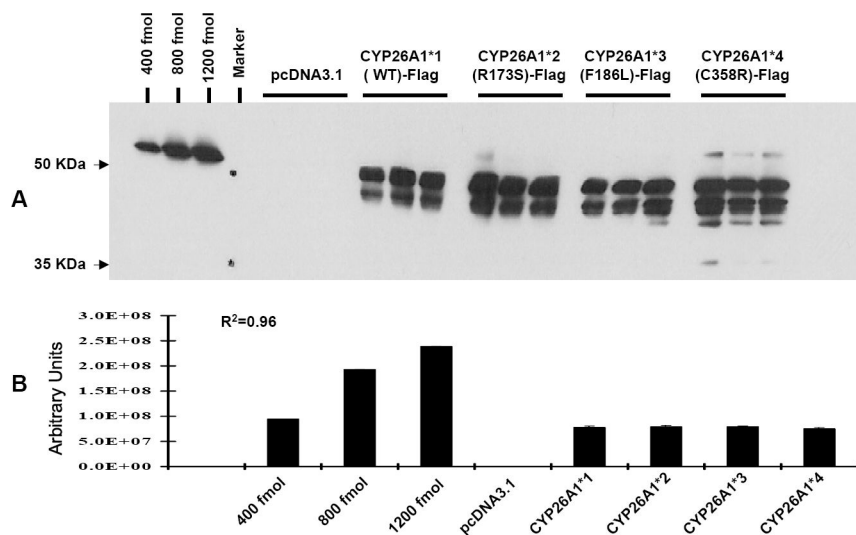 A
400 fmol
800 fmol
1200 fmol
Marker
pcDNA3.1
CYP26A1*1
( WT)-Flag
CYP26A1*2
(R173S)-Flag
CYP26A1*3
(F186L)-Flag
CYP26A1*4
(C358R)-Flag
50 KDa
35 KDa
B
Arbitrary Units
3.0E+08
2.5E+08
2.0E+08
1.5E+08
1.0E+08
5.0E+07
0.0E+00
R²=0.96
400 fmol
800 fmol
1200 fmol
pcDNA3.1
CYP26A1*1
CYP26A1*2
CYP26A1*3
CYP26A1*4